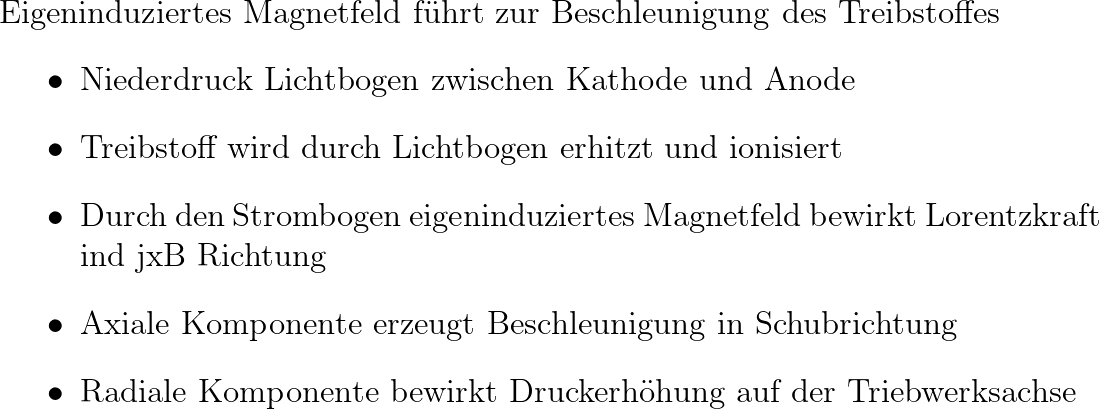 Eigeninduziertes Magnetfeld führt zur Beschleunigung des Treibstoffes
• Niederdruck Lichtbogen zwischen Kathode und Anode
• Treibstoff wird durch Lichtbogen erhitzt und ionisiert
• Durch den Strombogen eigeninduziertes Magnetfeld bewirkt Lorentzkraft
ind jxB Richtung
• Axiale Komponente erzeugt Beschleunigung in Schubrichtung
• Radiale Komponente bewirkt Druckerhöhung auf der Triebwerksachse